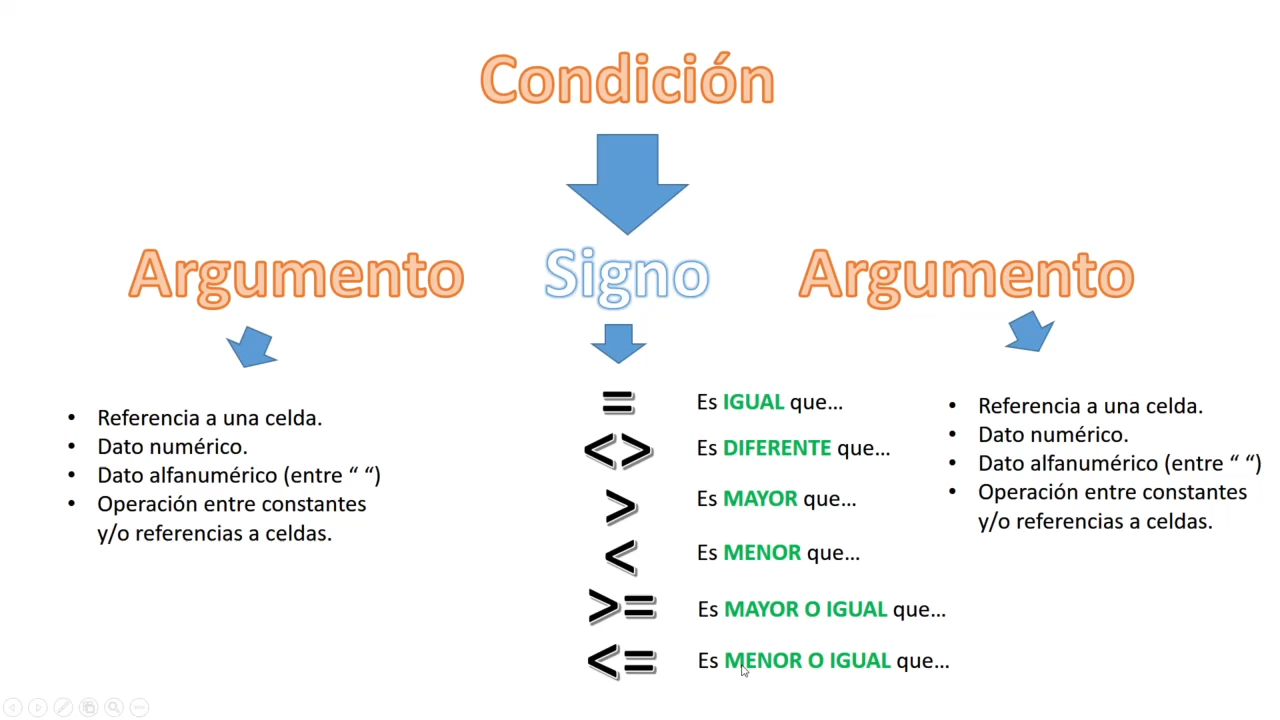 Condición
Argumento
Signo
Argumento
• Referencia a una celda.
• Dato numérico.
• Dato alfanumérico (entre “ “)
• Operación entre constantes
y/o referencias a celdas.
= Es IGUAL que...
<> Es DIFERENTE que...
> Es MAYOR que...
< Es MENOR que...
>= Es MAYOR O IGUAL que...
<= Es MENOR O IGUAL que...
• Referencia a una celda.
• Dato numérico.
• Dato alfanumérico (entre “ “)
• Operación entre constantes
y/o referencias a celdas.